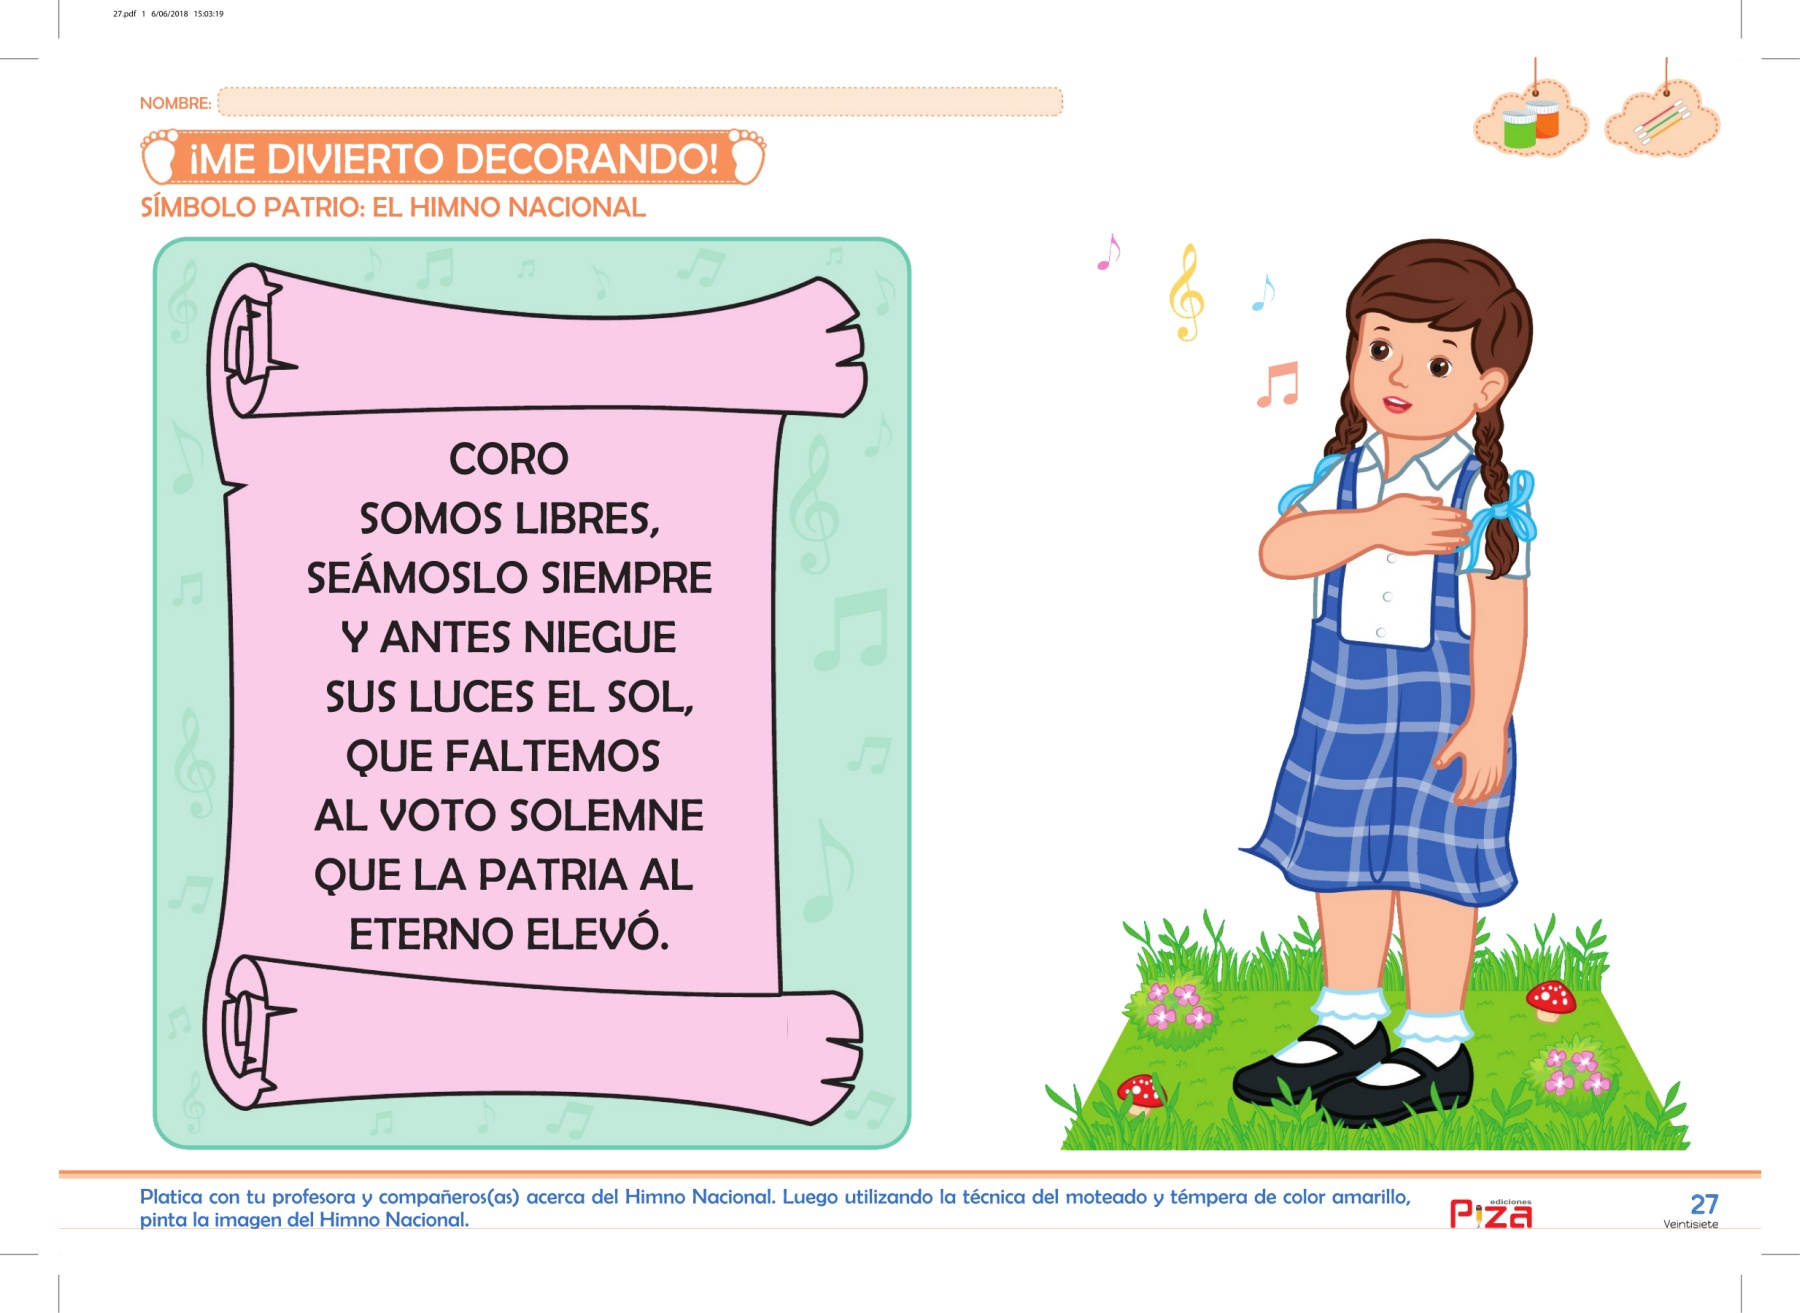 27.pdf 1 6/06/2018 15:03:19
NOMBRE:
¡ME DIVIERTO DECORANDO!
SÍMBOLO PATRIO: EL HIMNO NACIONAL
CORO
SOMOS LIBRES,
SEÁMOSLO SIEMPRE
Y ANTES NIEGUE
SUS LUCES EL SOL,
QUE FALTEMOS
AL VOTO SOLEMNE
QUE LA PATRIA AL
ETERNO ELEVÓ.
Platica con tu profesora y compañeros(as) acerca del Himno Nacional. Luego utilizando la técnica del moteado y témpera de color amarillo,
pinta la imagen del Himno Nacional.
ediciones
Piza
27
Veintisiete